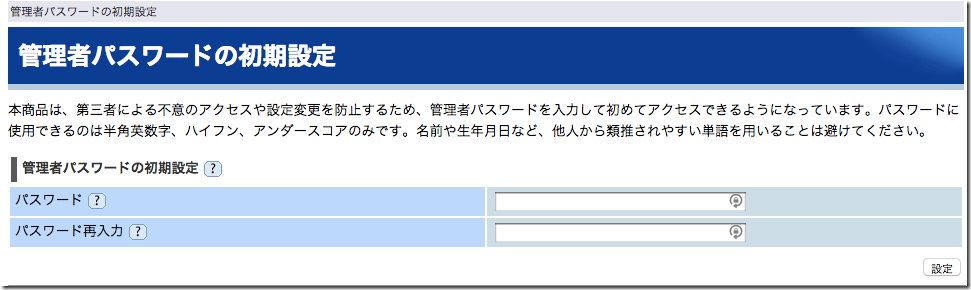 管理者パスワードの初期設定
管理者パスワードの初期設定
本商品は、第三者による不意のアクセスや設定変更を防止するため、管理者パスワードを入力して初めてアクセスできるようになっています。パスワードに
使用できるのは半角英数字、ハイフン、アンダースコアのみです。名前や生年月日など、他人から類推されやすい単語を用いることは避けてください。
管理者パスワードの初期設定 ?
パスワード ?
パスワード再入力 ?
設定